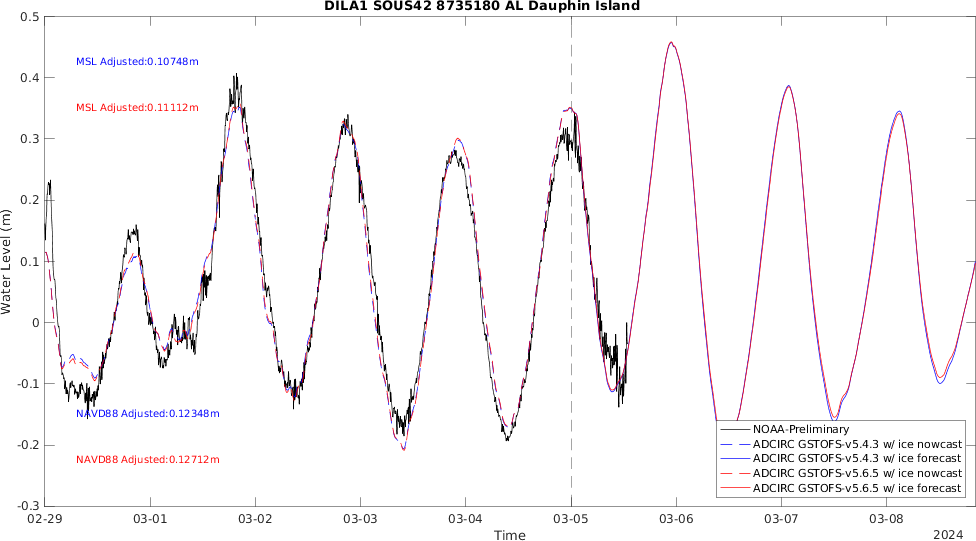 DILA1 SOUS42 8735180 AL Dauphin Island
0.5
0.4
0.3
0.2
0.1
0
-0.1
-0.2
-0.3
Water Level (m)
MSL Adjusted:0.10748m
MSL Adjusted:0.11112m
NAVD88 Adjusted:0.12348m
NAVD88 Adjusted:0.12712m
NOAA-Preliminary
ADCIRC GSTOFS-v5.4.3 w/ ice nowcast
ADCIRC GSTOFS-v5.4.3 w/ ice forecast
ADCIRC GSTOFS-v5.6.5 w/ ice nowcast
ADCIRC GSTOFS-v5.6.5 w/ ice forecast
02-29 03-01 03-02 03-03 03-04 03-05 03-06 03-07 03-08
Time
2024